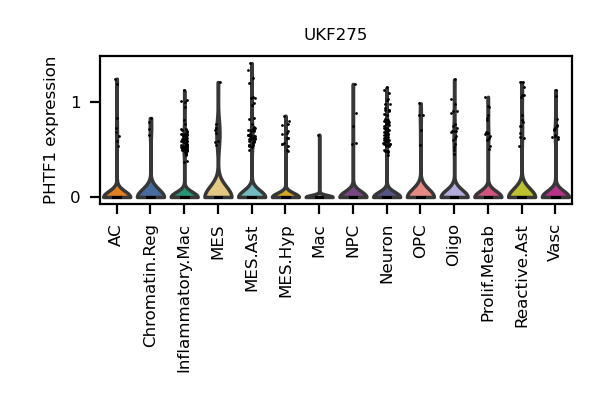 UKF275
PHTF1 expression
1
0
AC
Chromatin.Reg
Inflammatory.Mac
MES
MES.Ast
MES.Hyp
Mac
NPC
Neuron
OPC
Oligo
Prolif.Metab
Reactive.Ast
Vasc